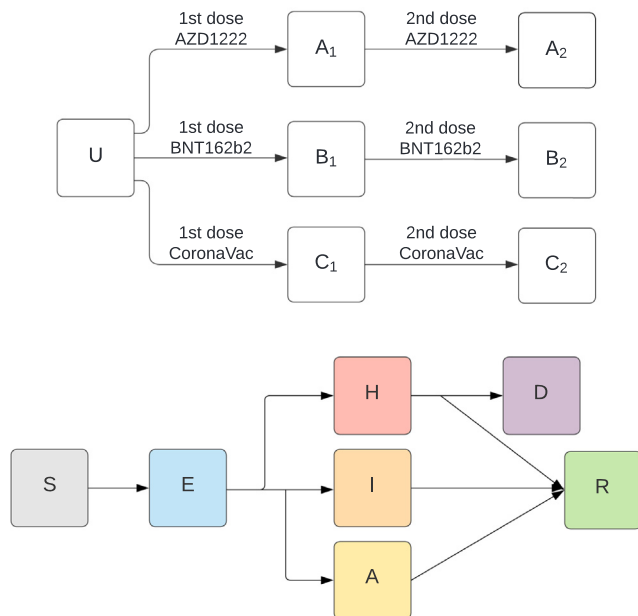 1st dose
AZD1222
2nd dose
AZD1222
A₁
A₂
U
1st dose
BNT162b2
2nd dose
BNT162b2
B₁
B₂
1st dose
CoronaVac
2nd dose
CoronaVac
C₁
C₂
H
D
S
E
I
R
A